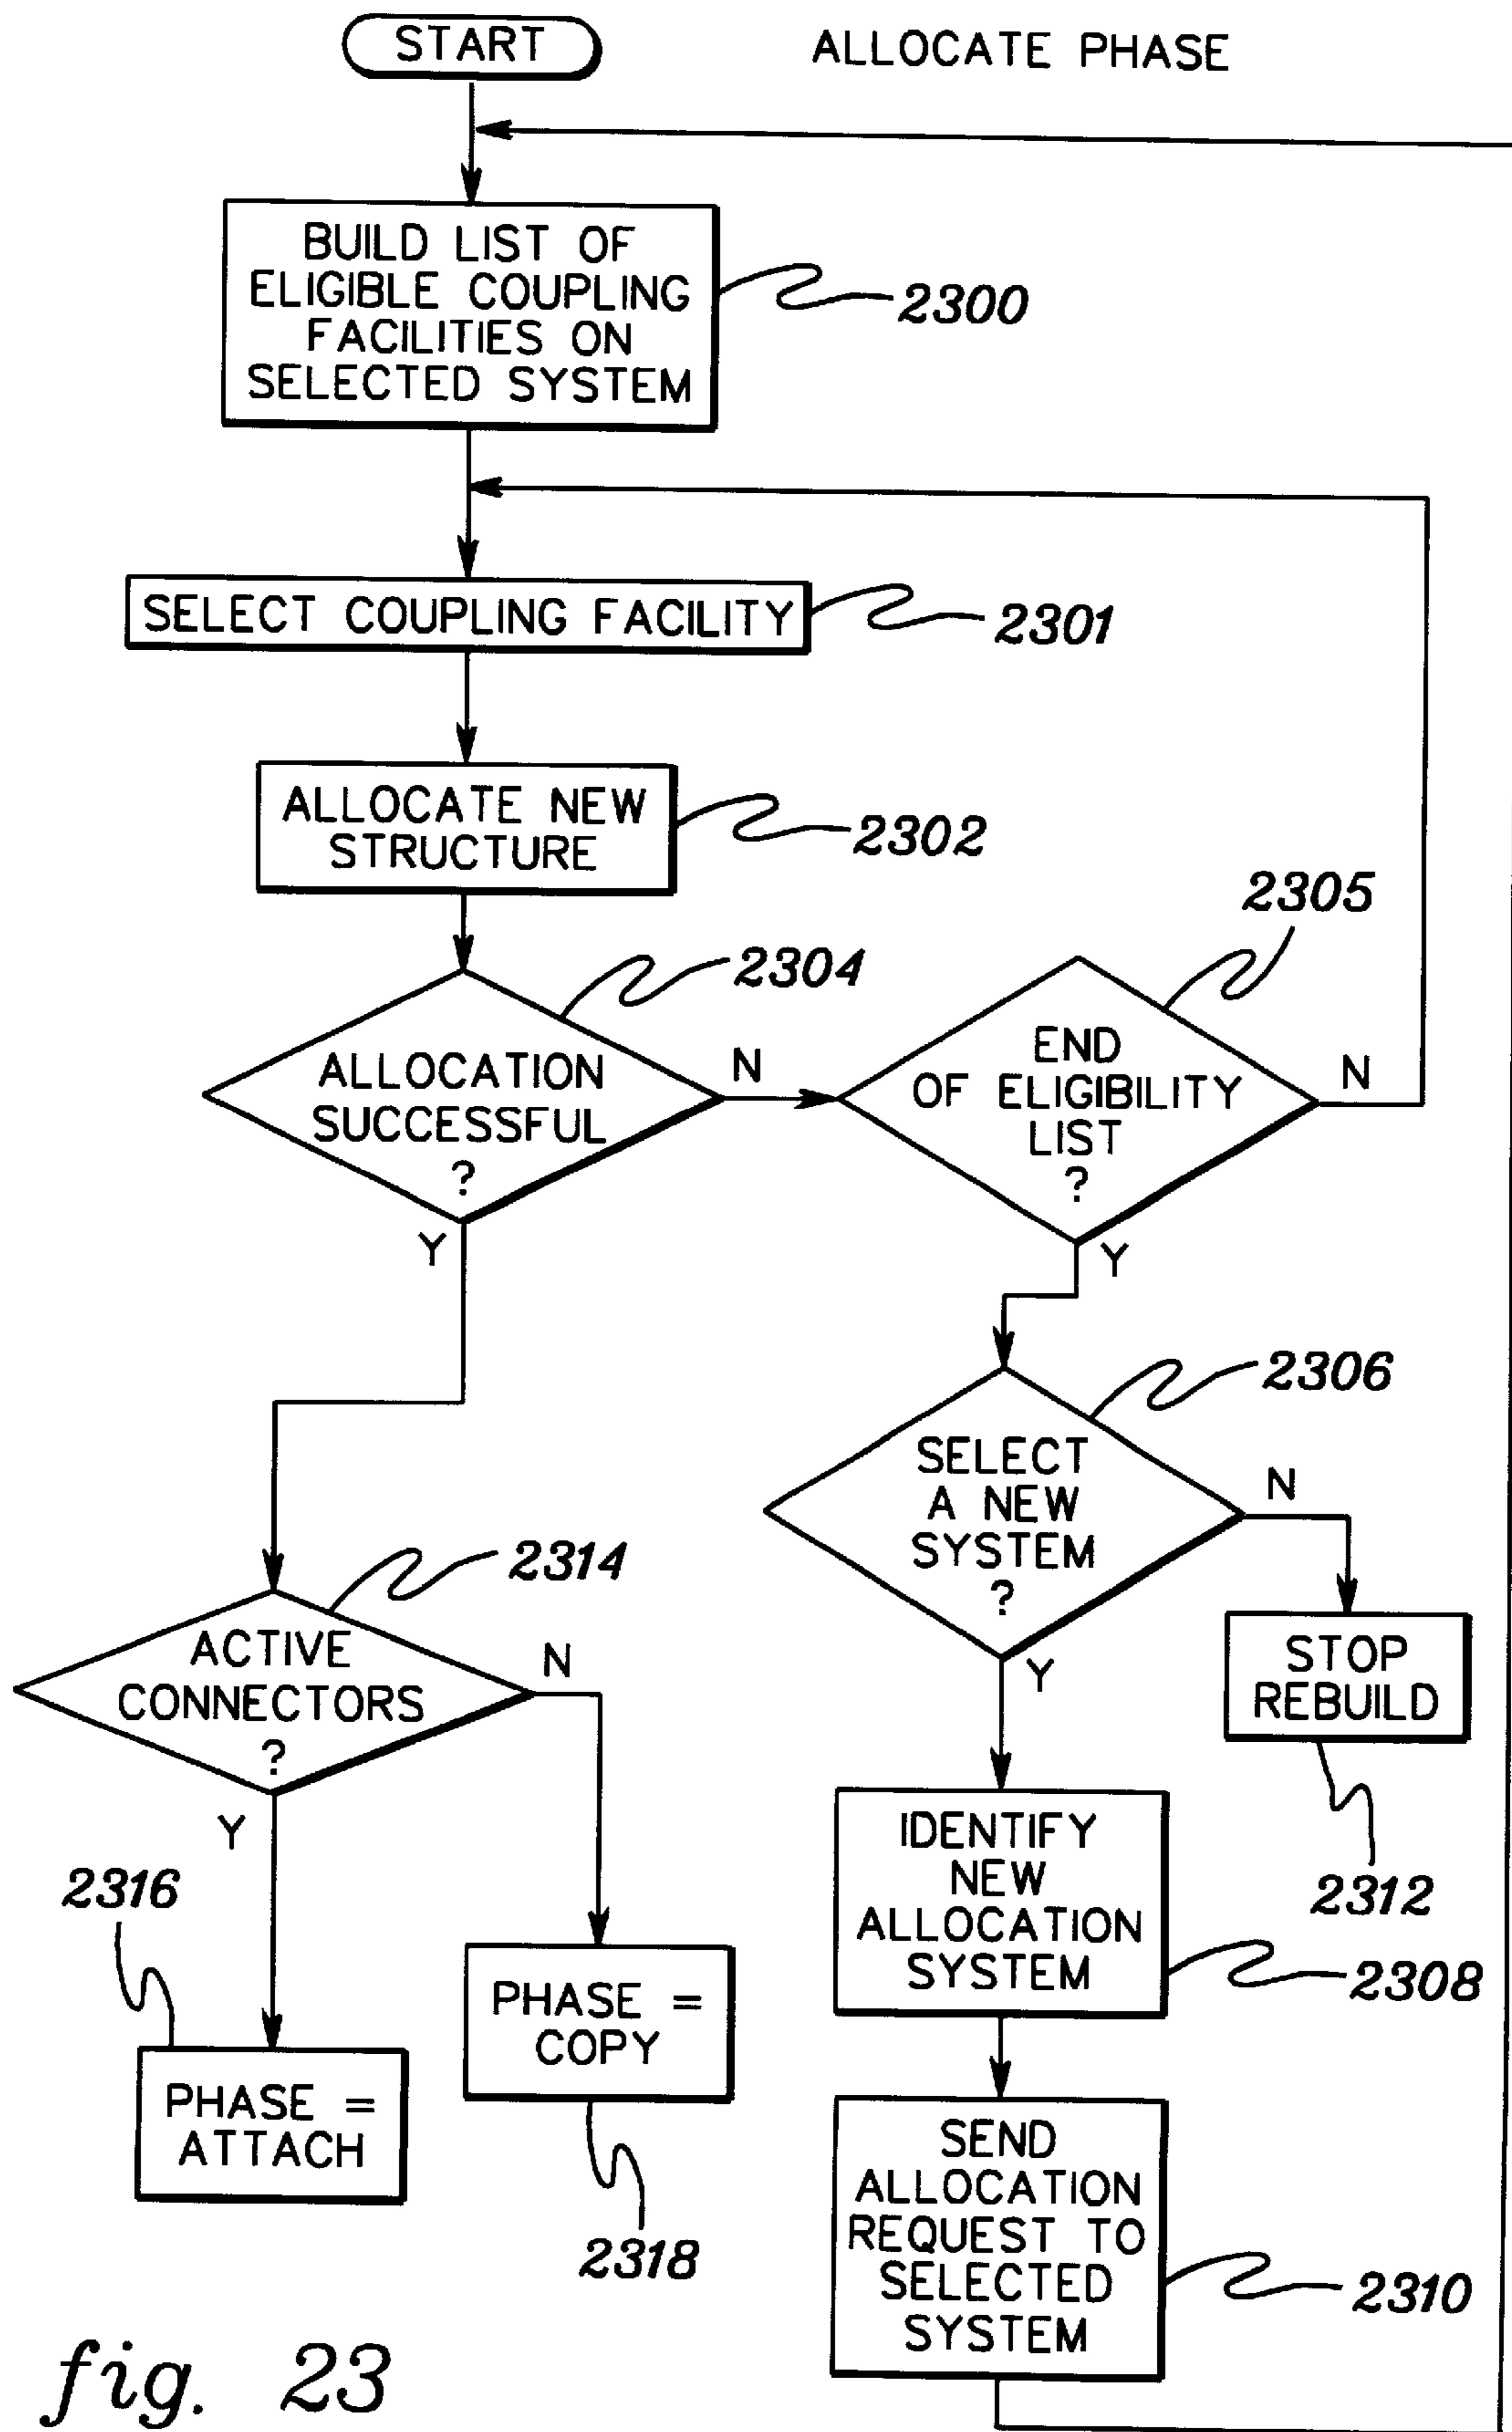 START
ALLOCATE PHASE
BUILD LIST OF
ELIGIBLE COUPLING
FACILITIES ON
SELECTED SYSTEM
2300
SELECT COUPLING FACILITY
2301
ALLOCATE NEW
STRUCTURE
2302
2304
ALLOCATION
SUCCESSFUL
?
N
Y
2305
END
OF ELIGIBILITY
LIST
?
N
Y
2306
SELECT
A NEW
SYSTEM
?
N
Y
STOP
REBUILD
2312
2314
ACTIVE
CONNECTORS
?
N
Y
2316
PHASE =
ATTACH
PHASE =
COPY
2318
IDENTIFY
NEW
ALLOCATION
SYSTEM
2308
SEND
ALLOCATION
REQUEST TO
SELECTED
SYSTEM
2310
fig. 23